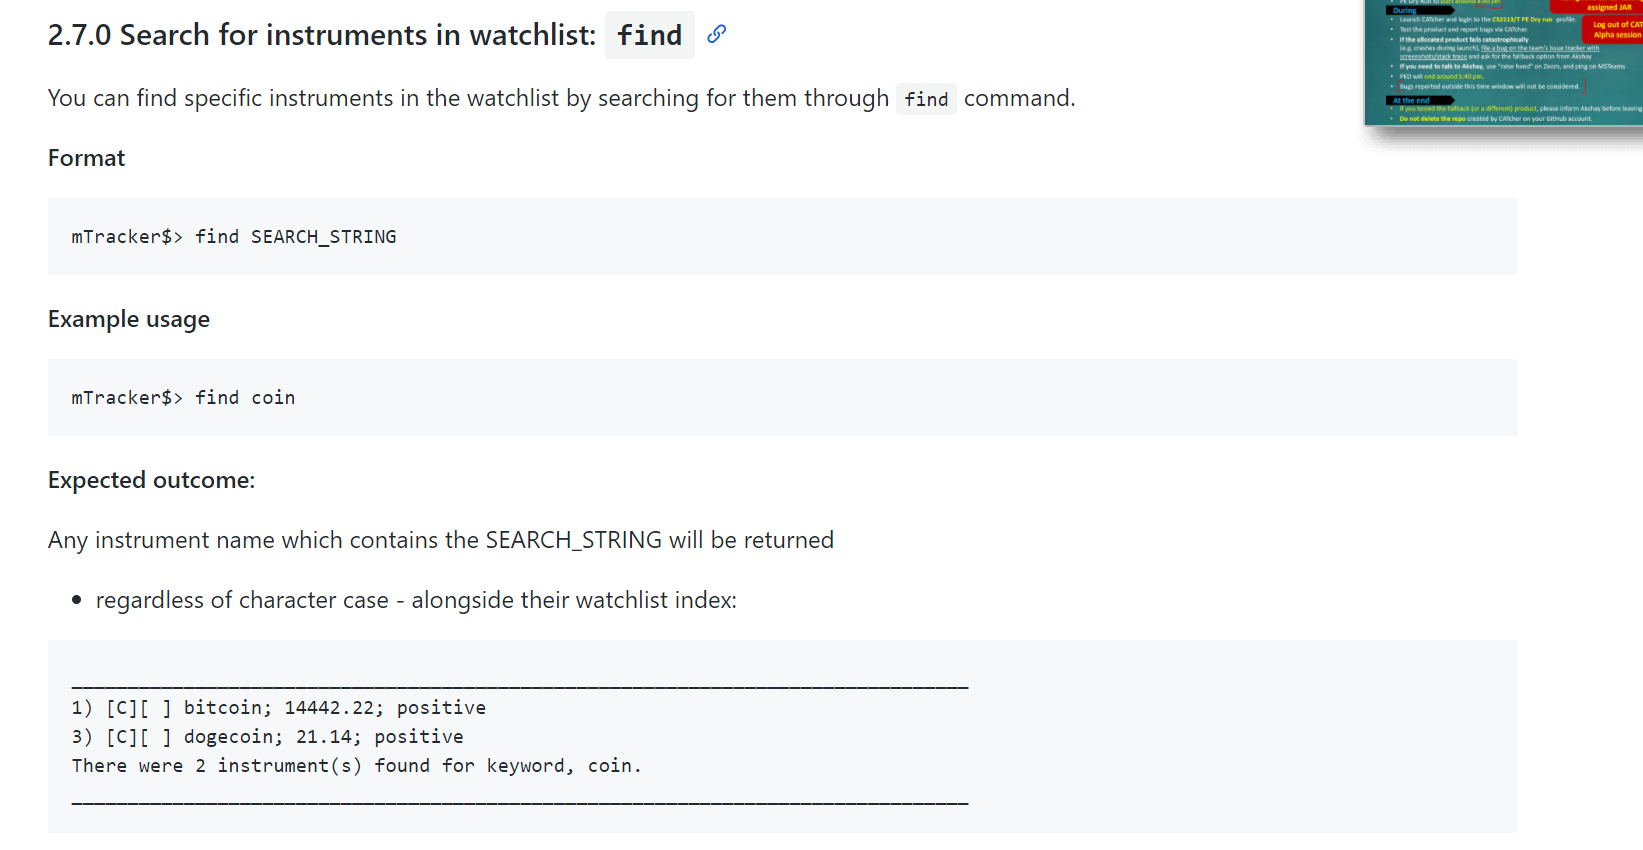 2.7.0 Search for instruments in watchlist: find
You can find specific instruments in the watchlist by searching for them through find command.
Format
mTracker$> find SEARCH_STRING
Example usage
mTracker$> find coin
Expected outcome:
Any instrument name which contains the SEARCH_STRING will be returned
• regardless of character case - alongside their watchlist index:
1) [C][ ] bitcoin; 14442.22; positive
3) [C][ ] dogecoin; 21.14; positive
There were 2 instrument(s) found for keyword, coin.
assigned JAR
During
• Launch CATcher and login to the CS2113/T PE Dry run profile.
Log out of CAT
Alpha session
• Test the product and report bugs via CATcher.
• If the allocated product fails catastrophically
(e.g. crashes during launch), file a bug on the team's issue tracker with
screenshots/stack trace and ask for the fallback option from Akshay
• If you need to talk to Akshay, use "raise hand" on Zoom, and ping on MSTeams
• PED will end around 5:40 pm.
• Bugs reported outside this time window will not be considered.
At the end
• If you tested the fallback (or a different) product, please inform Akshay before leaving
• Do not delete the repo created by CATcher on your GitHub account.